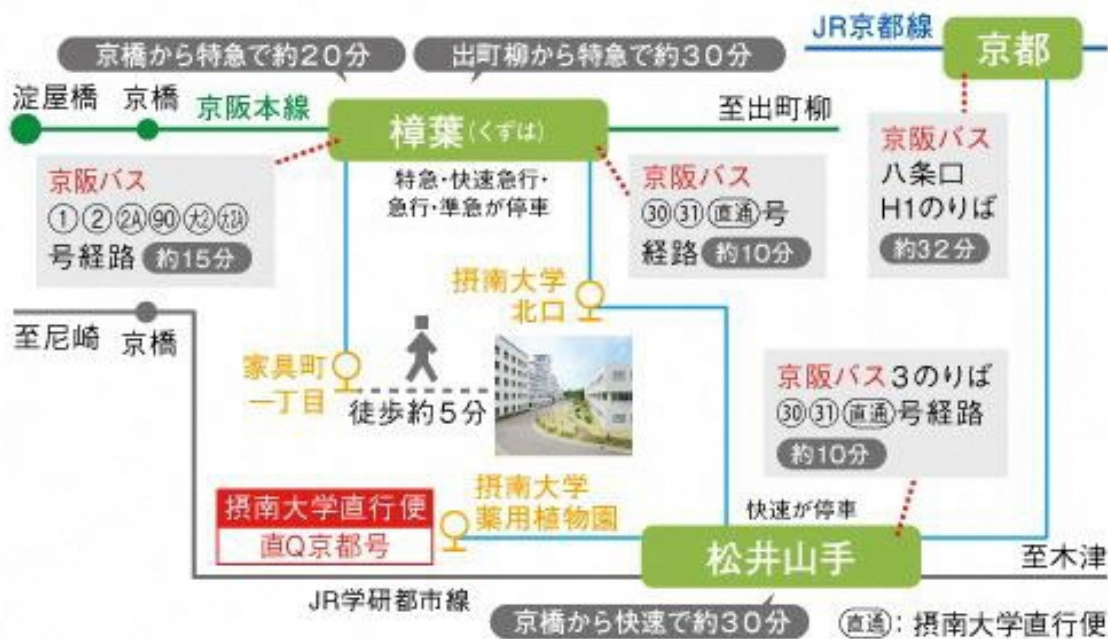 JR京都線
京都
京橋から特急で約20分
出町柳から特急で約30分
淀屋橋
京橋
京阪本線
樟葉(くずは)
至出町柳
京阪バス
①②2A90大2大2A
号経路 約15分
特急・快速急行・
急行・準急が停車
京阪バス
30 31 直通号
経路 約10分
京阪バス
八条口
H1のりば
約32分
摂南大学
北口
至尼崎
京橋
家具町
一丁目
徒歩約5分
京阪バス3のりば
30 31 直通号経路
約10分
摂南大学直行便
直Q京都号
摂南大学
薬用植物園
快速が停車
松井山手
至木津
JR学研都市線
京橋から快速で約30分
直通:摂南大学直行便